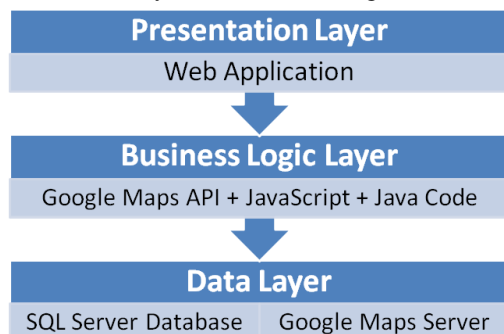 Presentation Layer
Web Application
Business Logic Layer
Google Maps API + JavaScript + Java Code
Data Layer
SQL Server Database Google Maps Server